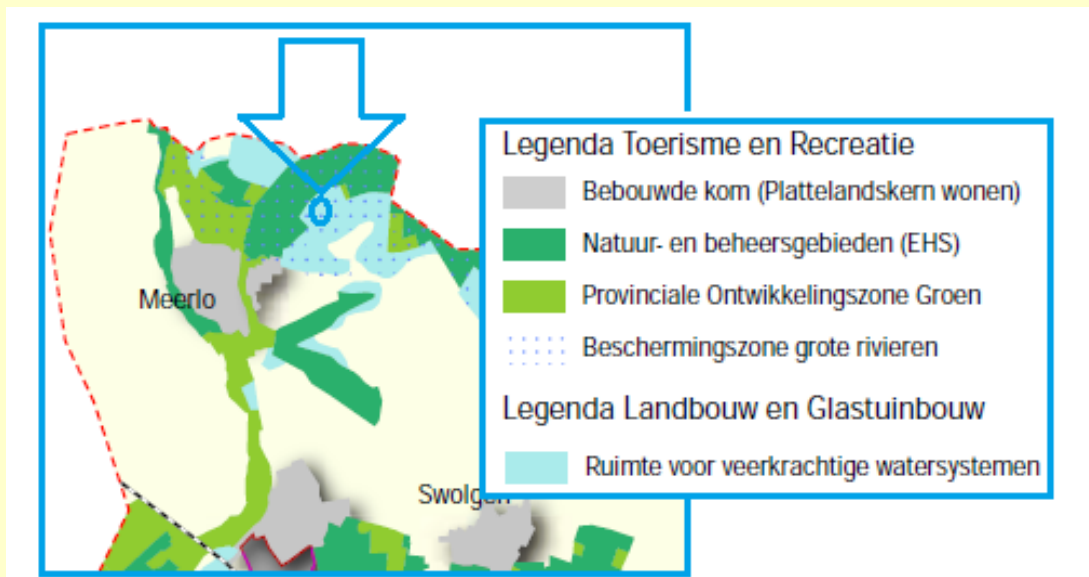 Meerlo
Swolgen
Legenda Toerisme en Recreatie
Bebouwde kom (Plattelandskern wonen)
Natuur- en beheersgebieden (EHS)
Provinciale Ontwikkelingszone Groen
Beschermingszone grote rivieren
Legenda Landbouw en Glastuinbouw
Ruimte voor veerkrachtige watersystemen